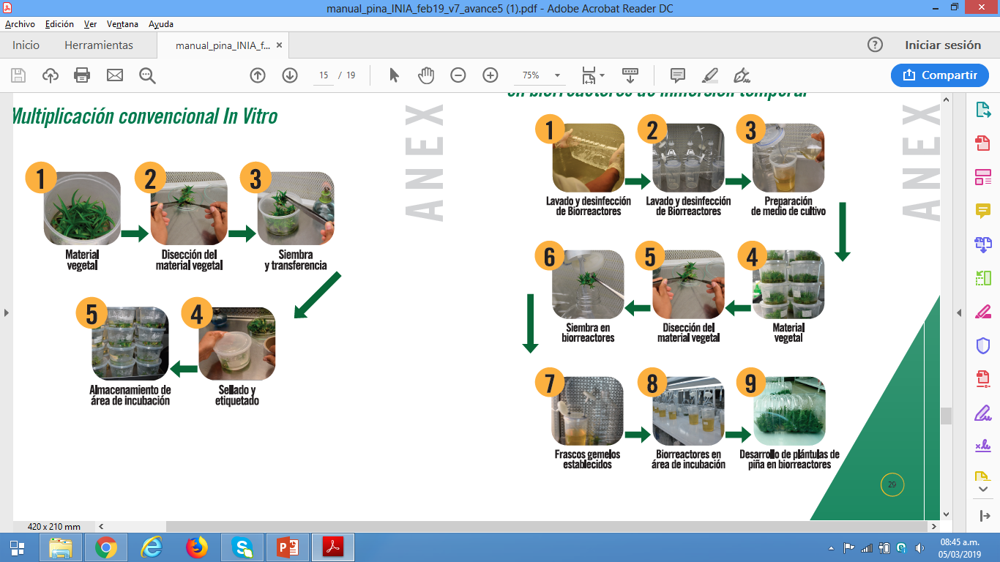 manual_pina_INIA_feb19_v7_avance5 (1).pdf - Adobe Acrobat Reader DC
Archivo Edición Ver Ventana Ayuda
Inicio Herramientas manual_pina_INIA_f... × Iniciar sesión
15 / 19 75% Compartir
Multiplicación convencional In Vitro
1 2 3
Material
vegetal
Disección del
material vegetal
Siembra
y transferencia
5 4
Almacenamiento de
área de incubación
Sellado y
etiquetado
ANEX
en biorreactores de inmersión temporal
1 2 3
Lavado y desinfección
de Biorreactores
Lavado y desinfección
de Biorreactores
Preparación
de medio de cultivo
6 5 4
Siembra en
biorreactores
Disección del
material vegetal
Material
vegetal
7 8 9
Frascos gemelos
establecidos
Biorreactores en
área de incubación
Desarrollo de plántulas de
piña en biorreactores
ANEX
29
420 x 210 mm
08:45 a.m.
05/03/2019